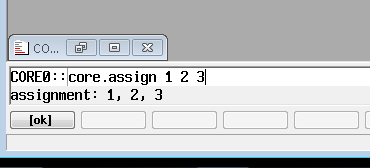 CO...
CORE0::core.assign 1 2 3
assignment: 1, 2, 3
[ok]